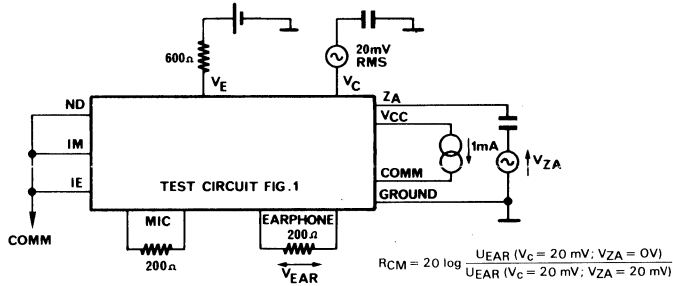 600Ω
20mV
RMS
VE
VC
ND
IM
IE
COMM
TEST CIRCUIT FIG.1
ZA
VCC
1mA
COMM
GROUND
VZA
MIC
200Ω
EARPHONE
200Ω
VEAR
RCM = 20 log UEAR (Vc = 20 mV; VZA = OV)
UEAR (Vc = 20 mV; VZA = 20 mV)